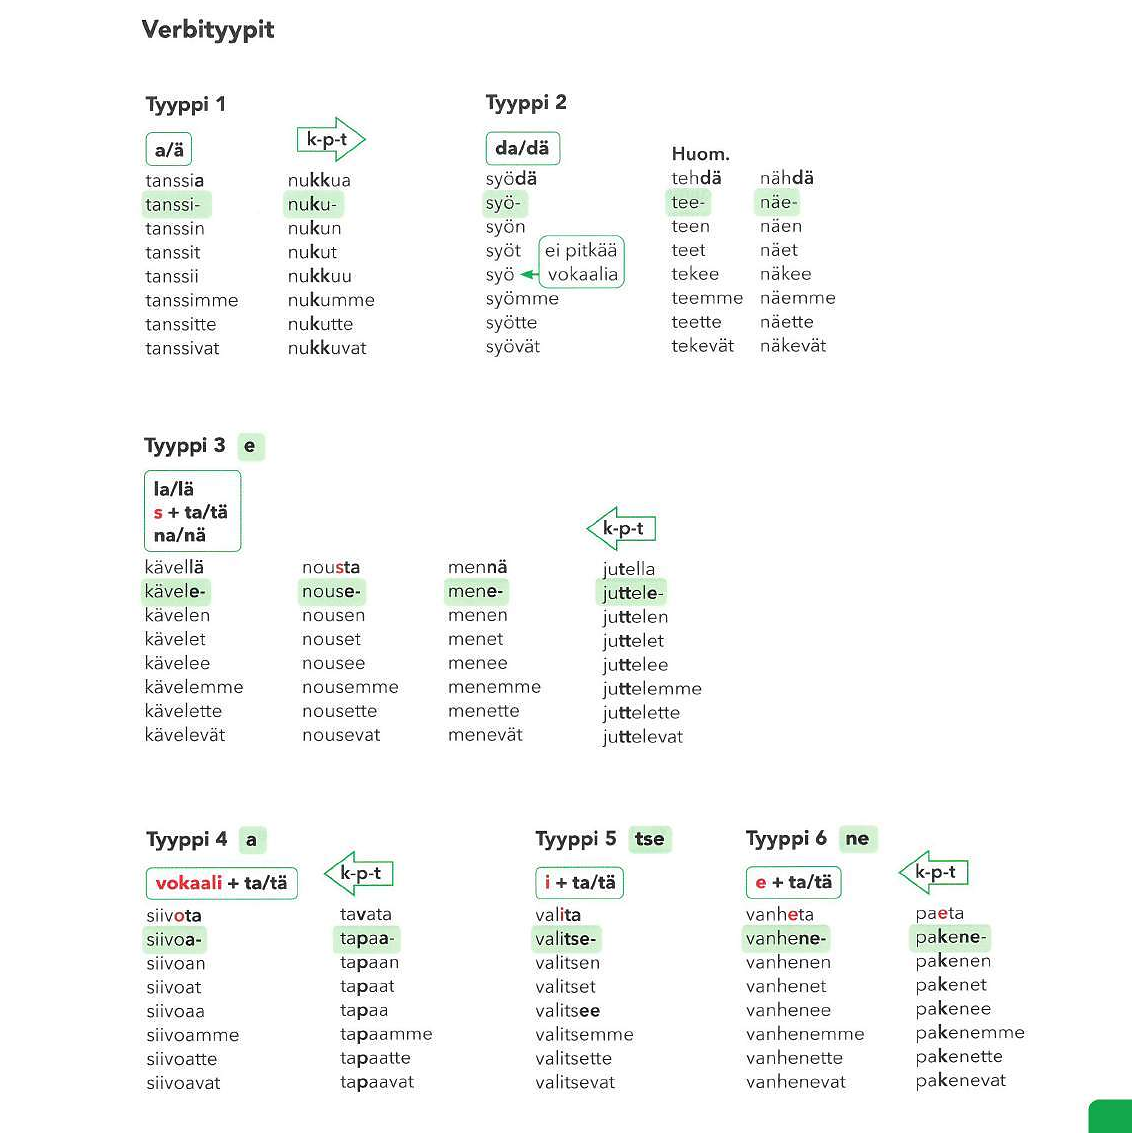 Verbityypit
Tyyppi 1
a/ä
tanssia
tanssi-
tanssin
tanssit
tanssii
tanssimme
tanssitte
tanssivat
k-p-t
nukkua
nuku-
nukun
nukut
nukkuu
nukumme
nukutte
nukkuvat
Tyyppi 2
da/dä
syödä
syö-
syön
syöt
syö
syömme
syötte
syövät
ei pitkää
vokaalia
Huom.
tehdä
tee-
teen
teet
tekee
teemme
teette
tekevät
nähdä
näe-
näen
näet
näkee
näemme
näette
näkevät
Tyyppi 3 e
la/lä
s + ta/tä
na/nä
kävellä
kävele-
kävelen
kävelet
kävelee
kävelemme
kävelette
kävelevät
nousta
nouse-
nousen
nouset
nousee
nousemme
nousette
nousevat
mennä
mene-
menen
menet
menee
menemme
menette
menevät
k-p-t
jutella
juttele-
juttelen
juttelet
juttelee
juttelemme
juttelette
juttelevat
Tyyppi 4 a
vokaali + ta/tä
siivota
siivoa-
siivoan
siivoat
siivoaa
siivoamme
siivoatte
siivoavat
k-p-t
tavata
tapaa-
tapaan
tapaat
tapaa
tapaamme
tapaatte
tapaavat
Tyyppi 5 tse
i + ta/tä
valita
valitse-
valitsen
valitset
valitsee
valitsemme
valitsette
valitsevat
Tyyppi 6 ne
e + ta/tä
vanheta
vanhene-
vanhenen
vanhenet
vanhenee
vanhenemme
vanhenette
vanhenevat
k-p-t
paeta
pakene-
pakenen
pakenet
pakenee
pakenemme
pakenette
pakenevat